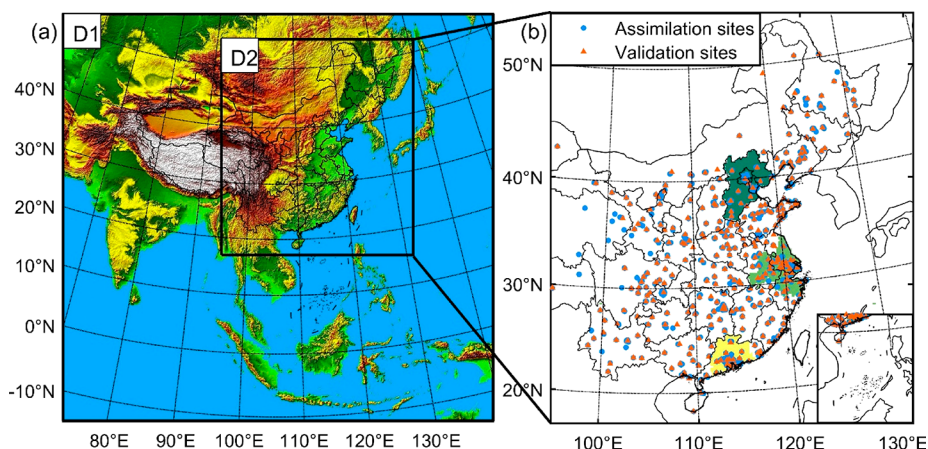 (a)
D1
D2
40°N
30°N
20°N
10°N
0°N
-10°N
80°E 90°E 100°E 110°E 120°E 130°E
(b)
Assimilation sites
Validation sites
50°N
40°N
30°N
20°N
100°E 110°E 120°E 130°E